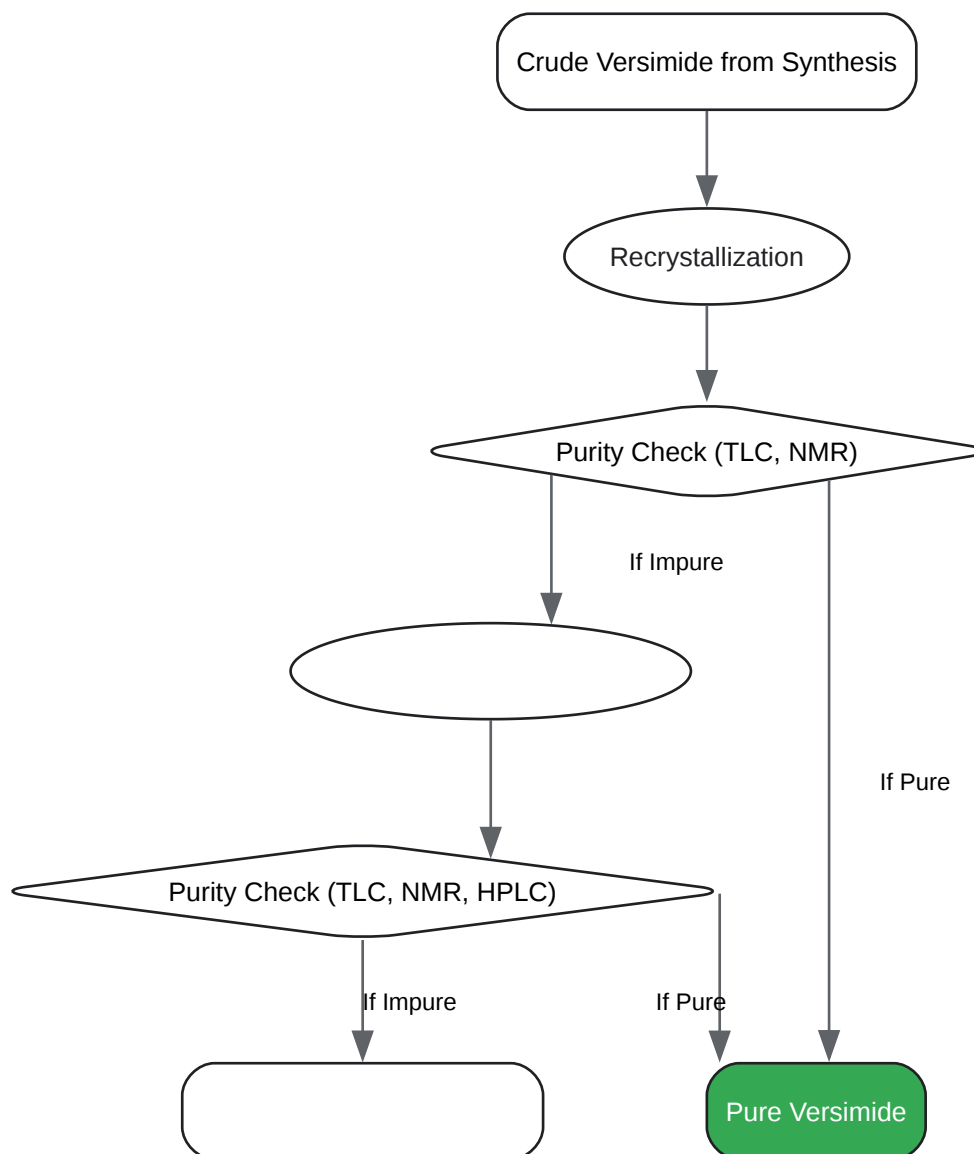 Crude Versimide from Synthesis
Recrystallization
Purity Check (TLC, NMR)
If Impure
If Pure
Purity Check (TLC, NMR, HPLC)
If Impure
If Pure
Pure Versimide